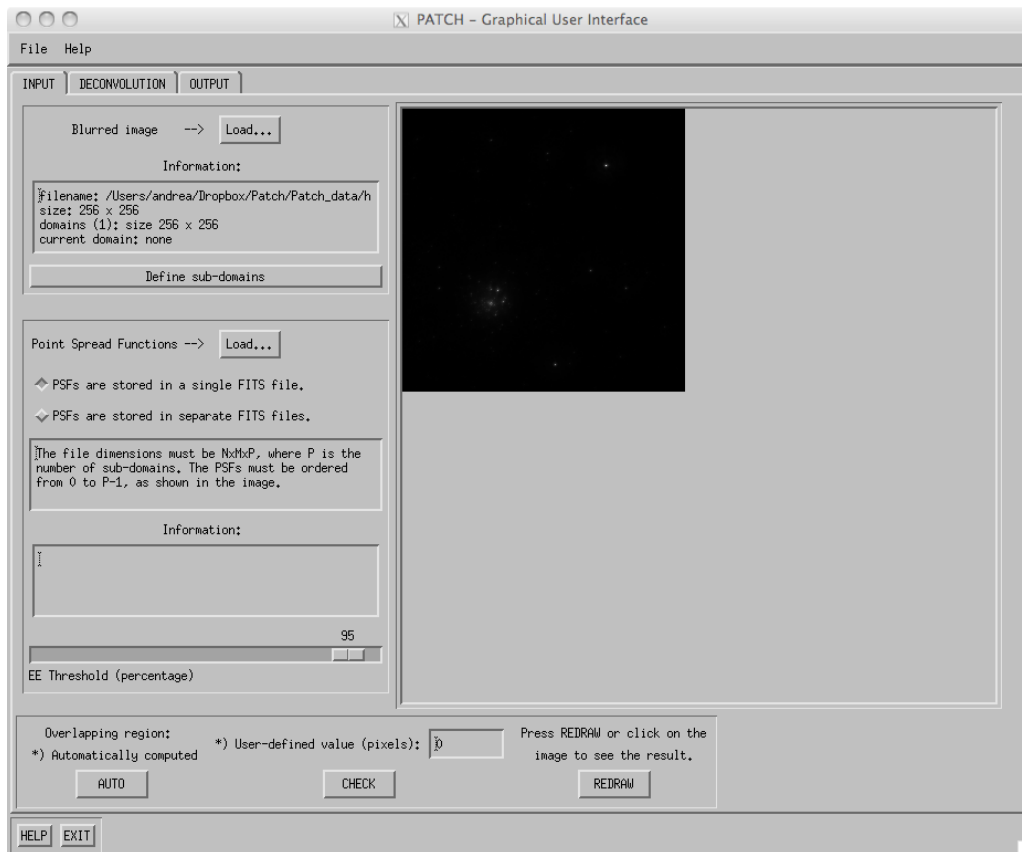 PATCH - Graphical User Interface
File Help
INPUT DECONVOLUTION OUTPUT
Blurred image --> Load...
Information:
filename: /Users/andrea/Dropbox/Patch/Patch_data/h
size: 256 x 256
domains (1): size 256 x 256
current domain: none
Define sub-domains
Point Spread Functions --> Load...
PSFs are stored in a single FITS file.
PSFs are stored in separate FITS files.
The file dimensions must be NxMxP, where P is the
number of sub-domains. The PSFs must be ordered
from 0 to P-1, as shown in the image.
Information:
95
EE Threshold (percentage)
Overlapping region:
*) Automatically computed
AUTO
*) User-defined value (pixels): 0
CHECK
Press REDRAW or click on the
image to see the result.
REDRAW
HELP EXIT